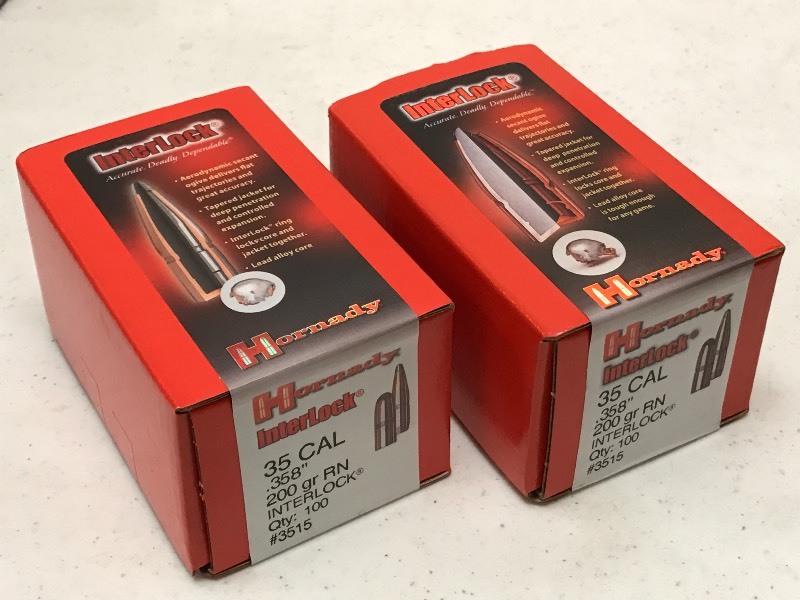 InterLock®
Accurate. Deadly. Dependable.™
• Aerodynamic secant
ogive delivers flat
trajectories and
great accuracy.
• Tapered jacket for
deep penetration
and controlled
expansion.
• InterLock™ ring
locks core and
jacket together.
• Lead alloy core
Hornady
Hornady
InterLock®
35 CAL
.358"
200 gr RN
INTERLOCK®
Qty: 100
#3515
InterLock®
Accurate. Deadly. Dependable.™
• Aerodynamic secant
ogive delivers flat
trajectories and
great accuracy.
• Tapered jacket for
deep penetration
and controlled
expansion.
• InterLock™ ring
locks core and
jacket together.
• Lead alloy core
is tough enough
for any game.
Hornady
Hornady
InterLock®
35 CAL
.358"
200 gr RN
INTERLOCK®
Qty: 100
#3515